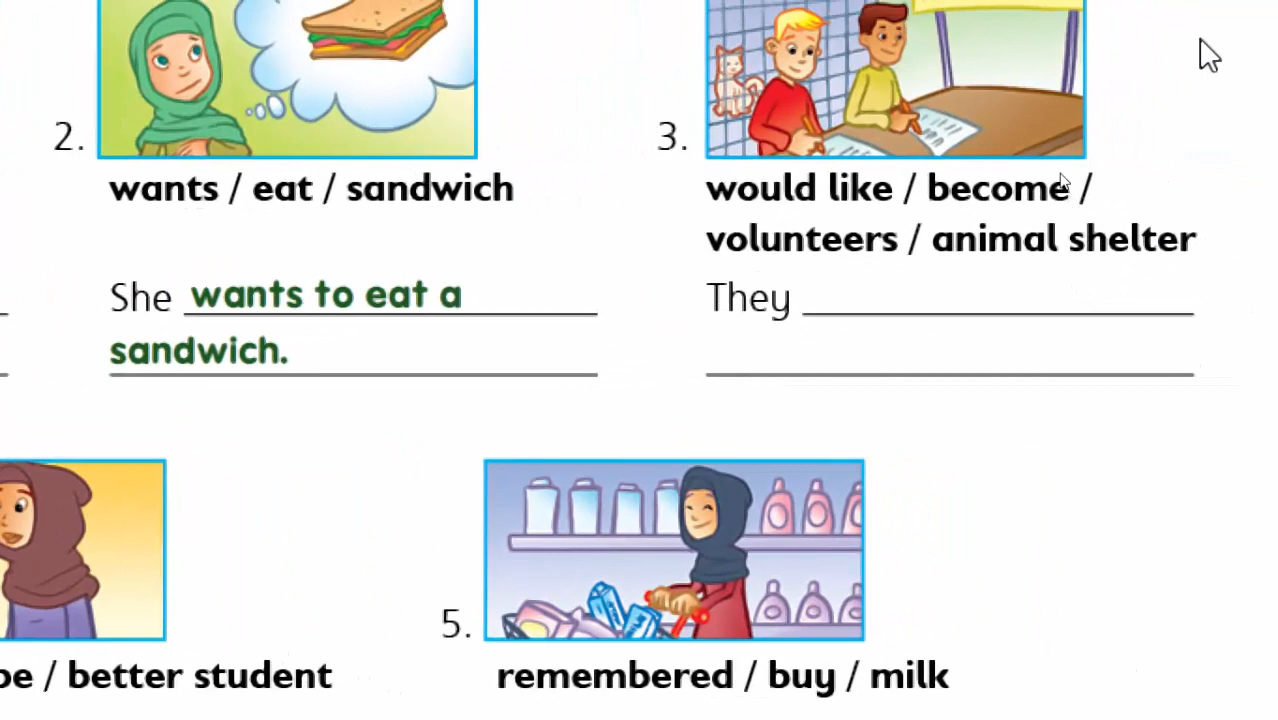 2.
3.
wants / eat / sandwich
would like / become /
volunteers / animal shelter
She wants to eat a
sandwich.
They
5.
be / better student
remembered / buy / milk